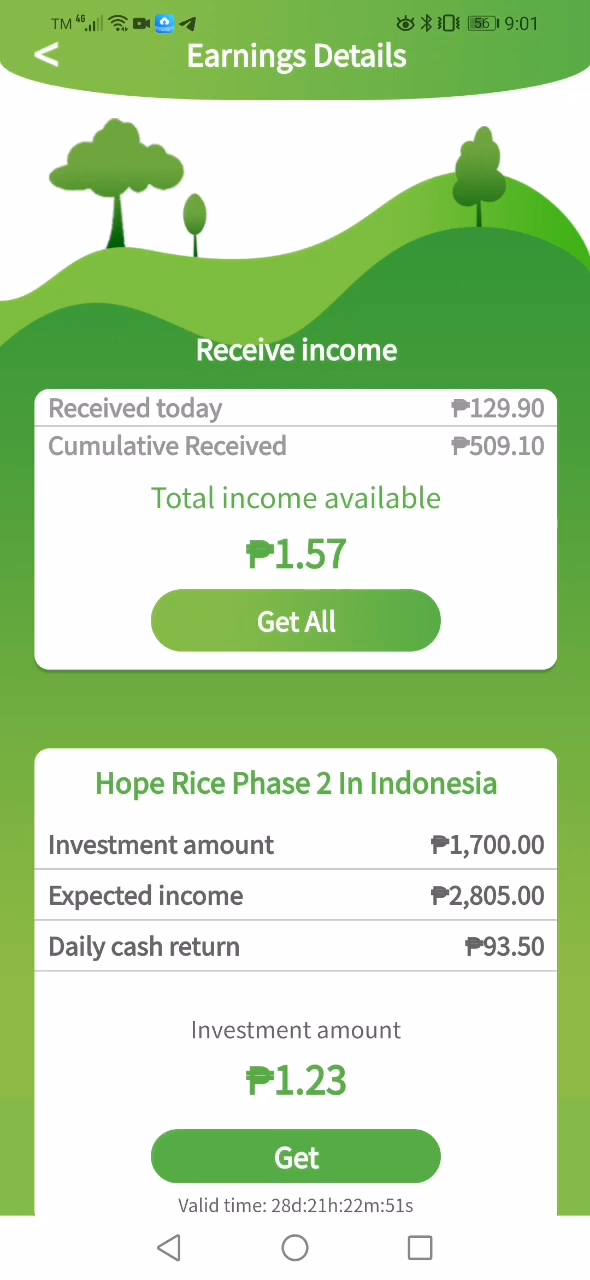 TM 4G 56 9:01
< Earnings Details
Receive income
Received today ₱129.90
Cumulative Received ₱509.10
Total income available
₱1.57
Get All
Hope Rice Phase 2 In Indonesia
Investment amount ₱1,700.00
Expected income ₱2,805.00
Daily cash return ₱93.50
Investment amount
₱1.23
Get
Valid time: 28d:21h:22m:51s